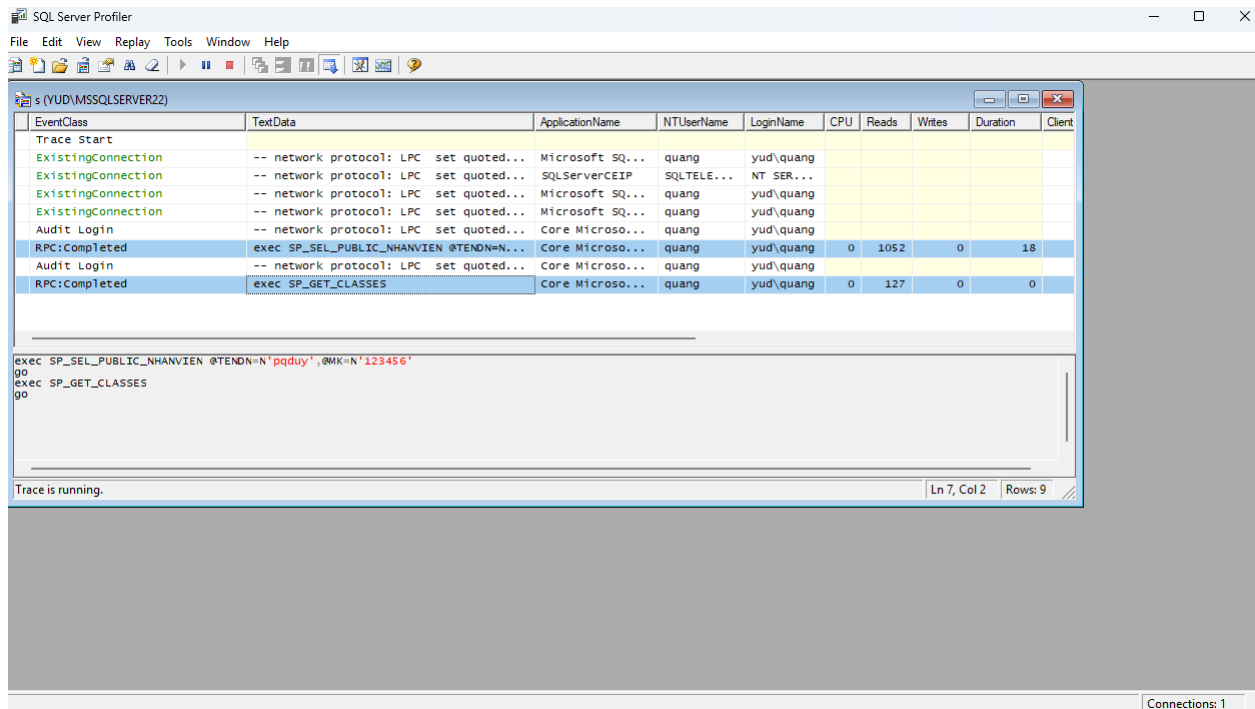 SQL Server Profiler
File Edit View Replay Tools Window Help
s (YUD\MSSQLSERVER22)
EventClass TextData ApplicationName NTUserName LoginName CPU Reads Writes Duration Client
Trace Start
ExistingConnection -- network protocol: LPC set quoted... Microsoft SQ... quang yud\quang
ExistingConnection -- network protocol: LPC set quoted... SQLServerCEIP SQLTELE... NT SER...
ExistingConnection -- network protocol: LPC set quoted... Microsoft SQ... quang yud\quang
ExistingConnection -- network protocol: LPC set quoted... Microsoft SQ... quang yud\quang
Audit Login -- network protocol: LPC set quoted... Core Microso... quang yud\quang
RPC:Completed exec SP_SEL_PUBLIC_NHANVIEN @TENDN=N... Core Microso... quang yud\quang 0 1052 0 18
Audit Login -- network protocol: LPC set quoted... Core Microso... quang yud\quang
RPC:Completed exec SP_GET_CLASSES Core Microso... quang yud\quang 0 127 0 0
exec SP_SEL_PUBLIC_NHANVIEN @TENDN=N'pqduy',@MK=N'123456'
go
exec SP_GET_CLASSES
go
Trace is running. Ln 7, Col 2 Rows: 9
Connections: 1